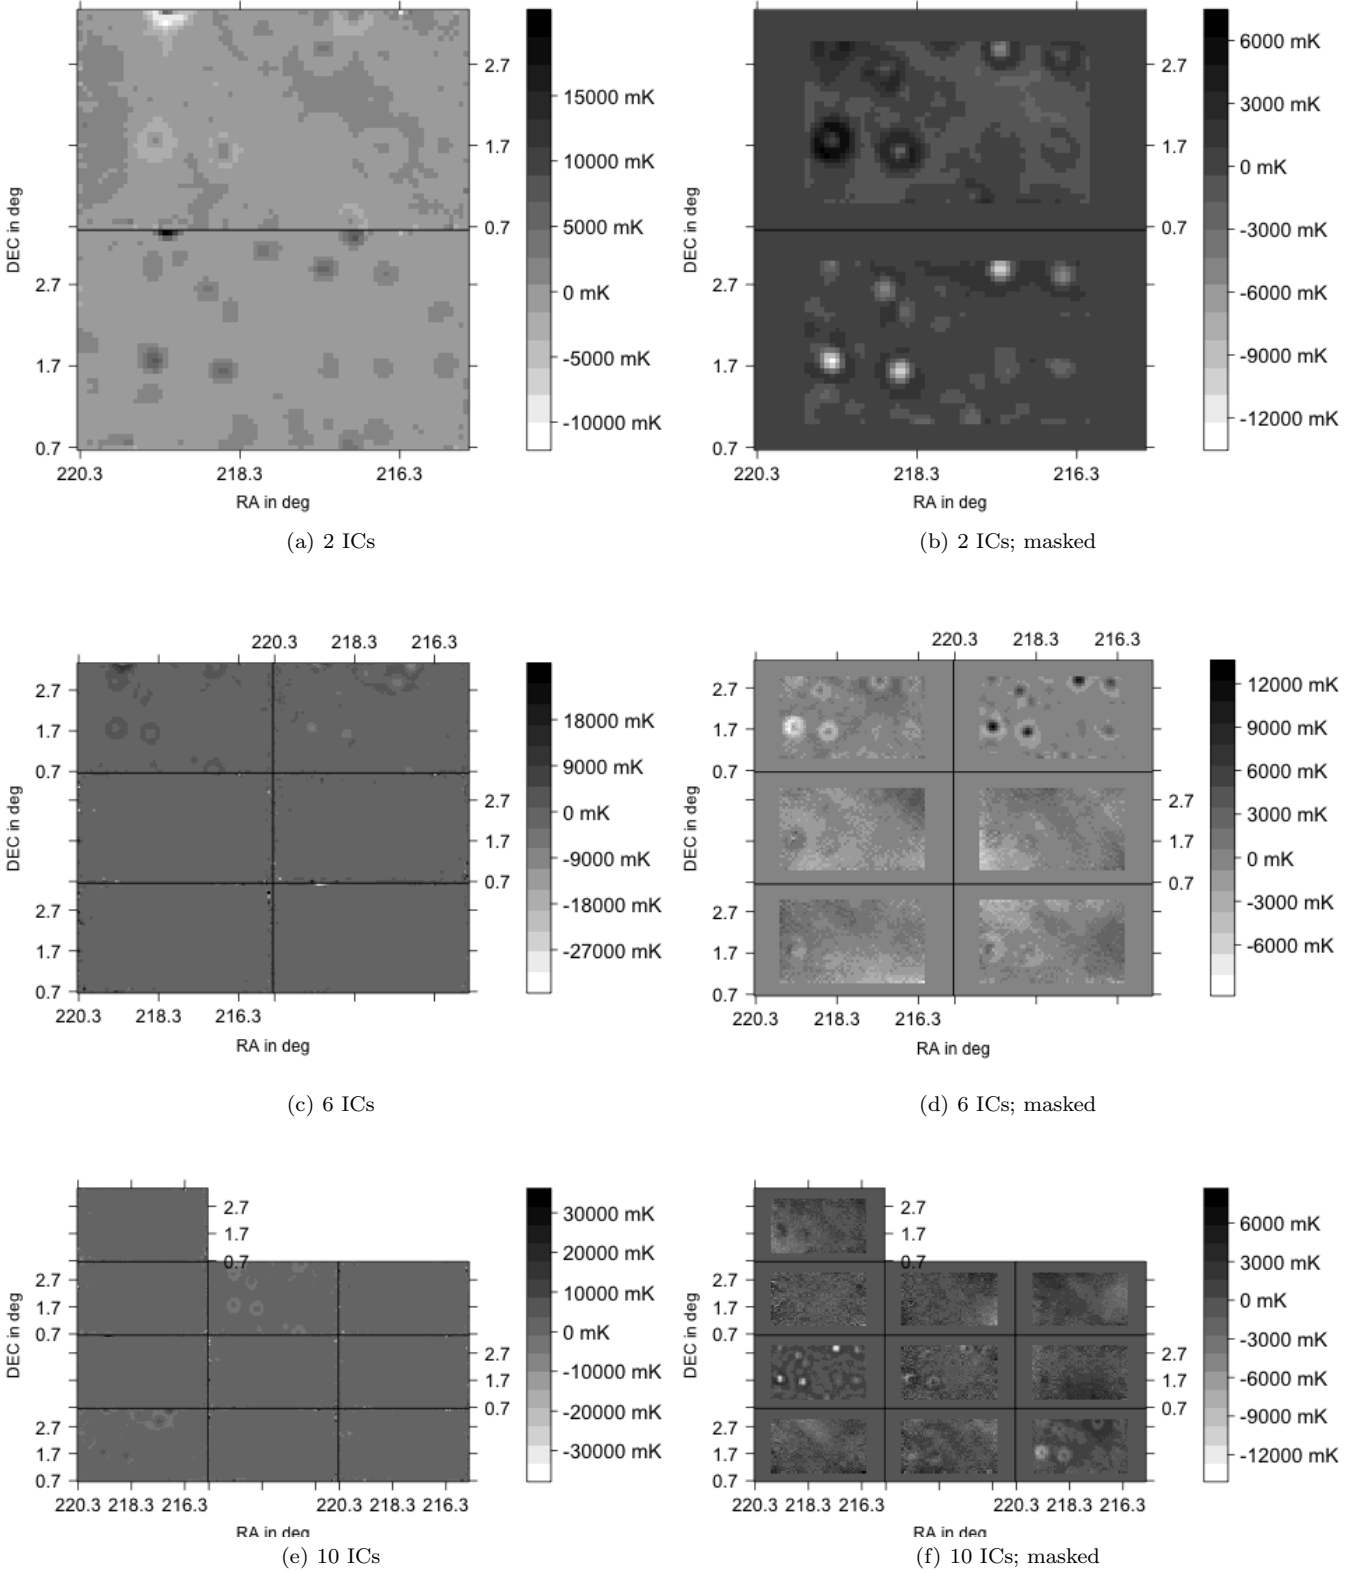 2.7
1.7
0.7
2.7
1.7
0.7
DEC in deg
220.3 218.3 216.3
RA in deg
15000 mK
10000 mK
5000 mK
0 mK
-5000 mK
-10000 mK
(a) 2 ICs
2.7
1.7
0.7
2.7
1.7
0.7
DEC in deg
220.3 218.3 216.3
RA in deg
6000 mK
3000 mK
0 mK
-3000 mK
-6000 mK
-9000 mK
-12000 mK
(b) 2 ICs; masked
220.3 218.3 216.3
2.7
1.7
0.7
2.7
1.7
0.7
2.7
1.7
0.7
DEC in deg
220.3 218.3 216.3
RA in deg
18000 mK
9000 mK
0 mK
-9000 mK
-18000 mK
-27000 mK
(c) 6 ICs
220.3 218.3 216.3
2.7
1.7
0.7
2.7
1.7
0.7
2.7
1.7
0.7
DEC in deg
220.3 218.3 216.3
RA in deg
12000 mK
9000 mK
6000 mK
3000 mK
0 mK
-3000 mK
-6000 mK
(d) 6 ICs; masked
2.7
1.7
0.7
2.7
1.7
0.7
2.7
1.7
0.7
2.7
1.7
0.7
DEC in deg
220.3 218.3 216.3 220.3 218.3 216.3
RA in deg
30000 mK
20000 mK
10000 mK
0 mK
-10000 mK
-20000 mK
-30000 mK
(e) 10 ICs
2.7
1.7
0.7
2.7
1.7
0.7
2.7
1.7
0.7
2.7
1.7
0.7
DEC in deg
220.3 218.3 216.3 220.3 218.3 216.3
RA in deg
6000 mK
3000 mK
0 mK
-3000 mK
-6000 mK
-9000 mK
-12000 mK
(f) 10 ICs; masked